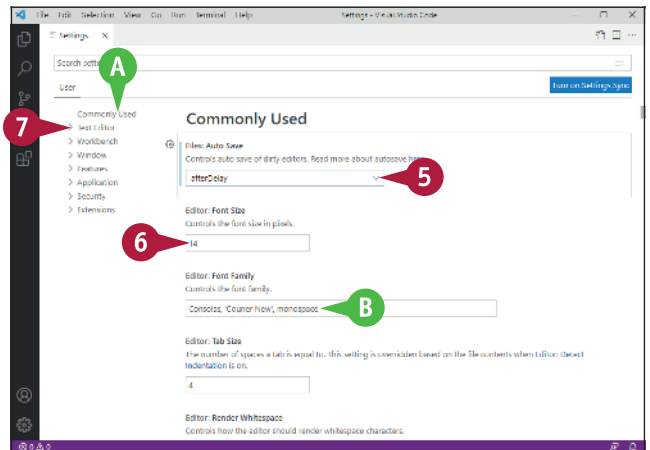 File Edit Selection View Go Run Terminal Help Settings - Visual Studio Code
Settings
Search sett
User
Turn on Settings Sync
A
Commonly Used
7
Text Editor
Workbench
Window
Features
Application
Security
Extensions
Commonly Used
Files: Auto Save
Controls auto save of dirty editors. Read more about autosave here.
afterDelay
5
Editor: Font Size
Controls the font size in pixels.
6
14
Editor: Font Family
Controls the font family.
Consolas, 'Courier New', monospace
B
Editor: Tab Size
The number of spaces a tab is equal to. This setting is overridden based on the file contents when Editor: Detect
Indentation is on.
4
Editor: Render Whitespace
Controls how the editor should render whitespace characters.
0 0